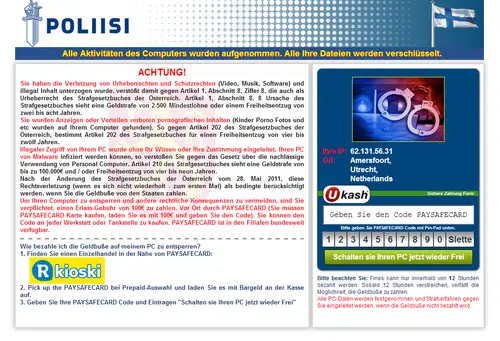 POLIISI
Alle Aktivitäten des Computers wurden aufgenommen. Alle Ihre Dateien werden verschlüsselt.
ACHTUNG!
Sie haben die Verletzung von Urheberrechten und Schutzrechten (Video, Musik, Software) und
illegal Inhalt unterzogen wurde, verstößt damit gegen Artikel 1, Abschnitt 8, Ziffer 8, die auch als
Urheberrecht des Strafgesetzbuches der Österreich. Artikel 1, Abschnitt 8, 8 Ursache des
Strafgesetzbuches sieht eine Geldstrafe von 2-500 Mindestlöhne oder einem Freiheitsentzug von
zwei bis acht Jahren.
Sie wurden Anzeigen oder Verteilen verboten pornografischen Inhalten (Kinder Porno Fotos und
etc wurden auf Ihrem Computer gefunden). So gegen Artikel 202 des Strafgesetzbuches der
Österreich, bestimmt Artikel 202 des Strafgesetzbuches für einen Freiheitsentzug von vier bis
zwölf Jahren.
Illegaler Zugriff von Ihrem PC wurde ohne Ihr Wissen oder Ihre Zustimmung eingeleitet, Ihren PC
von Malware infiziert werden können, so verstoßen Sie gegen das Gesetz über die nachlässige
Verwendung von Personal Computer. Artikel 210 des Strafgesetzbuches sieht eine Geldstrafe von
bis zu 100.000€ und / oder Freiheitsentzug von vier bis neun Jahren.
Nach der Änderung des Strafgesetzbuches der Österreich vom 28. Mai 2011, diese
Rechtsverletzung (wenn es sich nicht wiederholt - zum ersten Mal) als bedingte berücksichtigt
werden, wenn Sie die Geldbuße von den Staaten zahlen.
Um Ihren Computer zu entsperren und andere rechtliche Konsequenzen zu vermeiden, sind Sie
verpflichtet, einen Erlass Gebühr von 100€ zu zahlen. Vor Ort durch PAYSAFECARD (Sie müssen
PAYSAFECARD Karte kaufen, laden Sie es mit 100€ und geben Sie den Code). Sie können den
Code an jeder Werkstatt oder Tankstelle zu kaufen. PAYSAFECARD ist in den Filialen bundesweit
verfügbar.
Wie bezahle ich die Geldbuße auf meinem PC zu entsperren?
1. Finden Sie einen Einzelhandel in der Nähe von PAYSAFECARD:
R kioski
2. Pick up the PAYSAFECARD bei Prepaid-Auswahl und laden Sie es mit Bargeld an der Kasse
auf.
3. Geben Sie Ihre PAYSAFECARD Code und Eintragen "Schalten sie Ihren PC jetzt wieder Frei"
Ihre IP: 62.131.56.31
Ort: Amersfoort,
Utrecht,
Netherlands
Ukash
Sichere Zahlung Form
Geben Sie den Code PAYSAFECARD
Bitte geben Sie PAYSAFECARD Code mit Pin-Pad unten.
1 2 3 4 5 6 7 8 9 0 Slette
Schalten sie Ihren PC jetzt wieder Frei
Bitte beachten Sie: Fines kann nur innerhalb von 12 Stunden
bezahlt werden. Sobald 12 Stunden verstreichen, verfällt die
Möglichkeit, die Geldbuße zu zahlen.
Alle PC-Daten werden festgenommen und Strafverfahren gegen
Sie eingeleitet werden, wenn die Geldbuße nicht bezahlt wird.